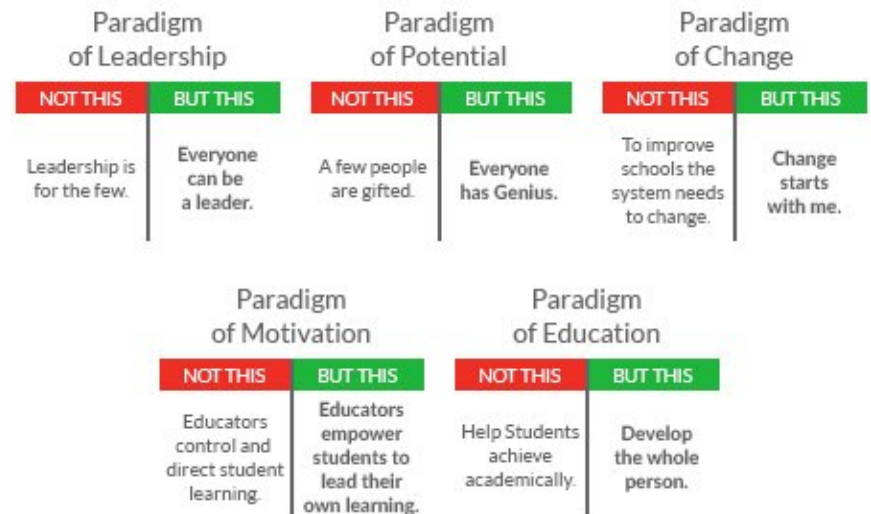 Paradigm
of Leadership
NOT THIS
BUT THIS
Leadership is
for the few.
Everyone
can be
a leader.
Paradigm
of Potential
NOT THIS
BUT THIS
A few people
are gifted.
Everyone
has Genius.
Paradigm
of Change
NOT THIS
BUT THIS
To improve
schools the
system needs
to change.
Change
starts
with me.
Paradigm
of Motivation
NOT THIS
BUT THIS
Educators
control and
direct student
learning.
Educators
empower
students to
lead their
own learning.
Paradigm
of Education
NOT THIS
BUT THIS
Help Students
achieve
academically.
Develop
the whole
person.